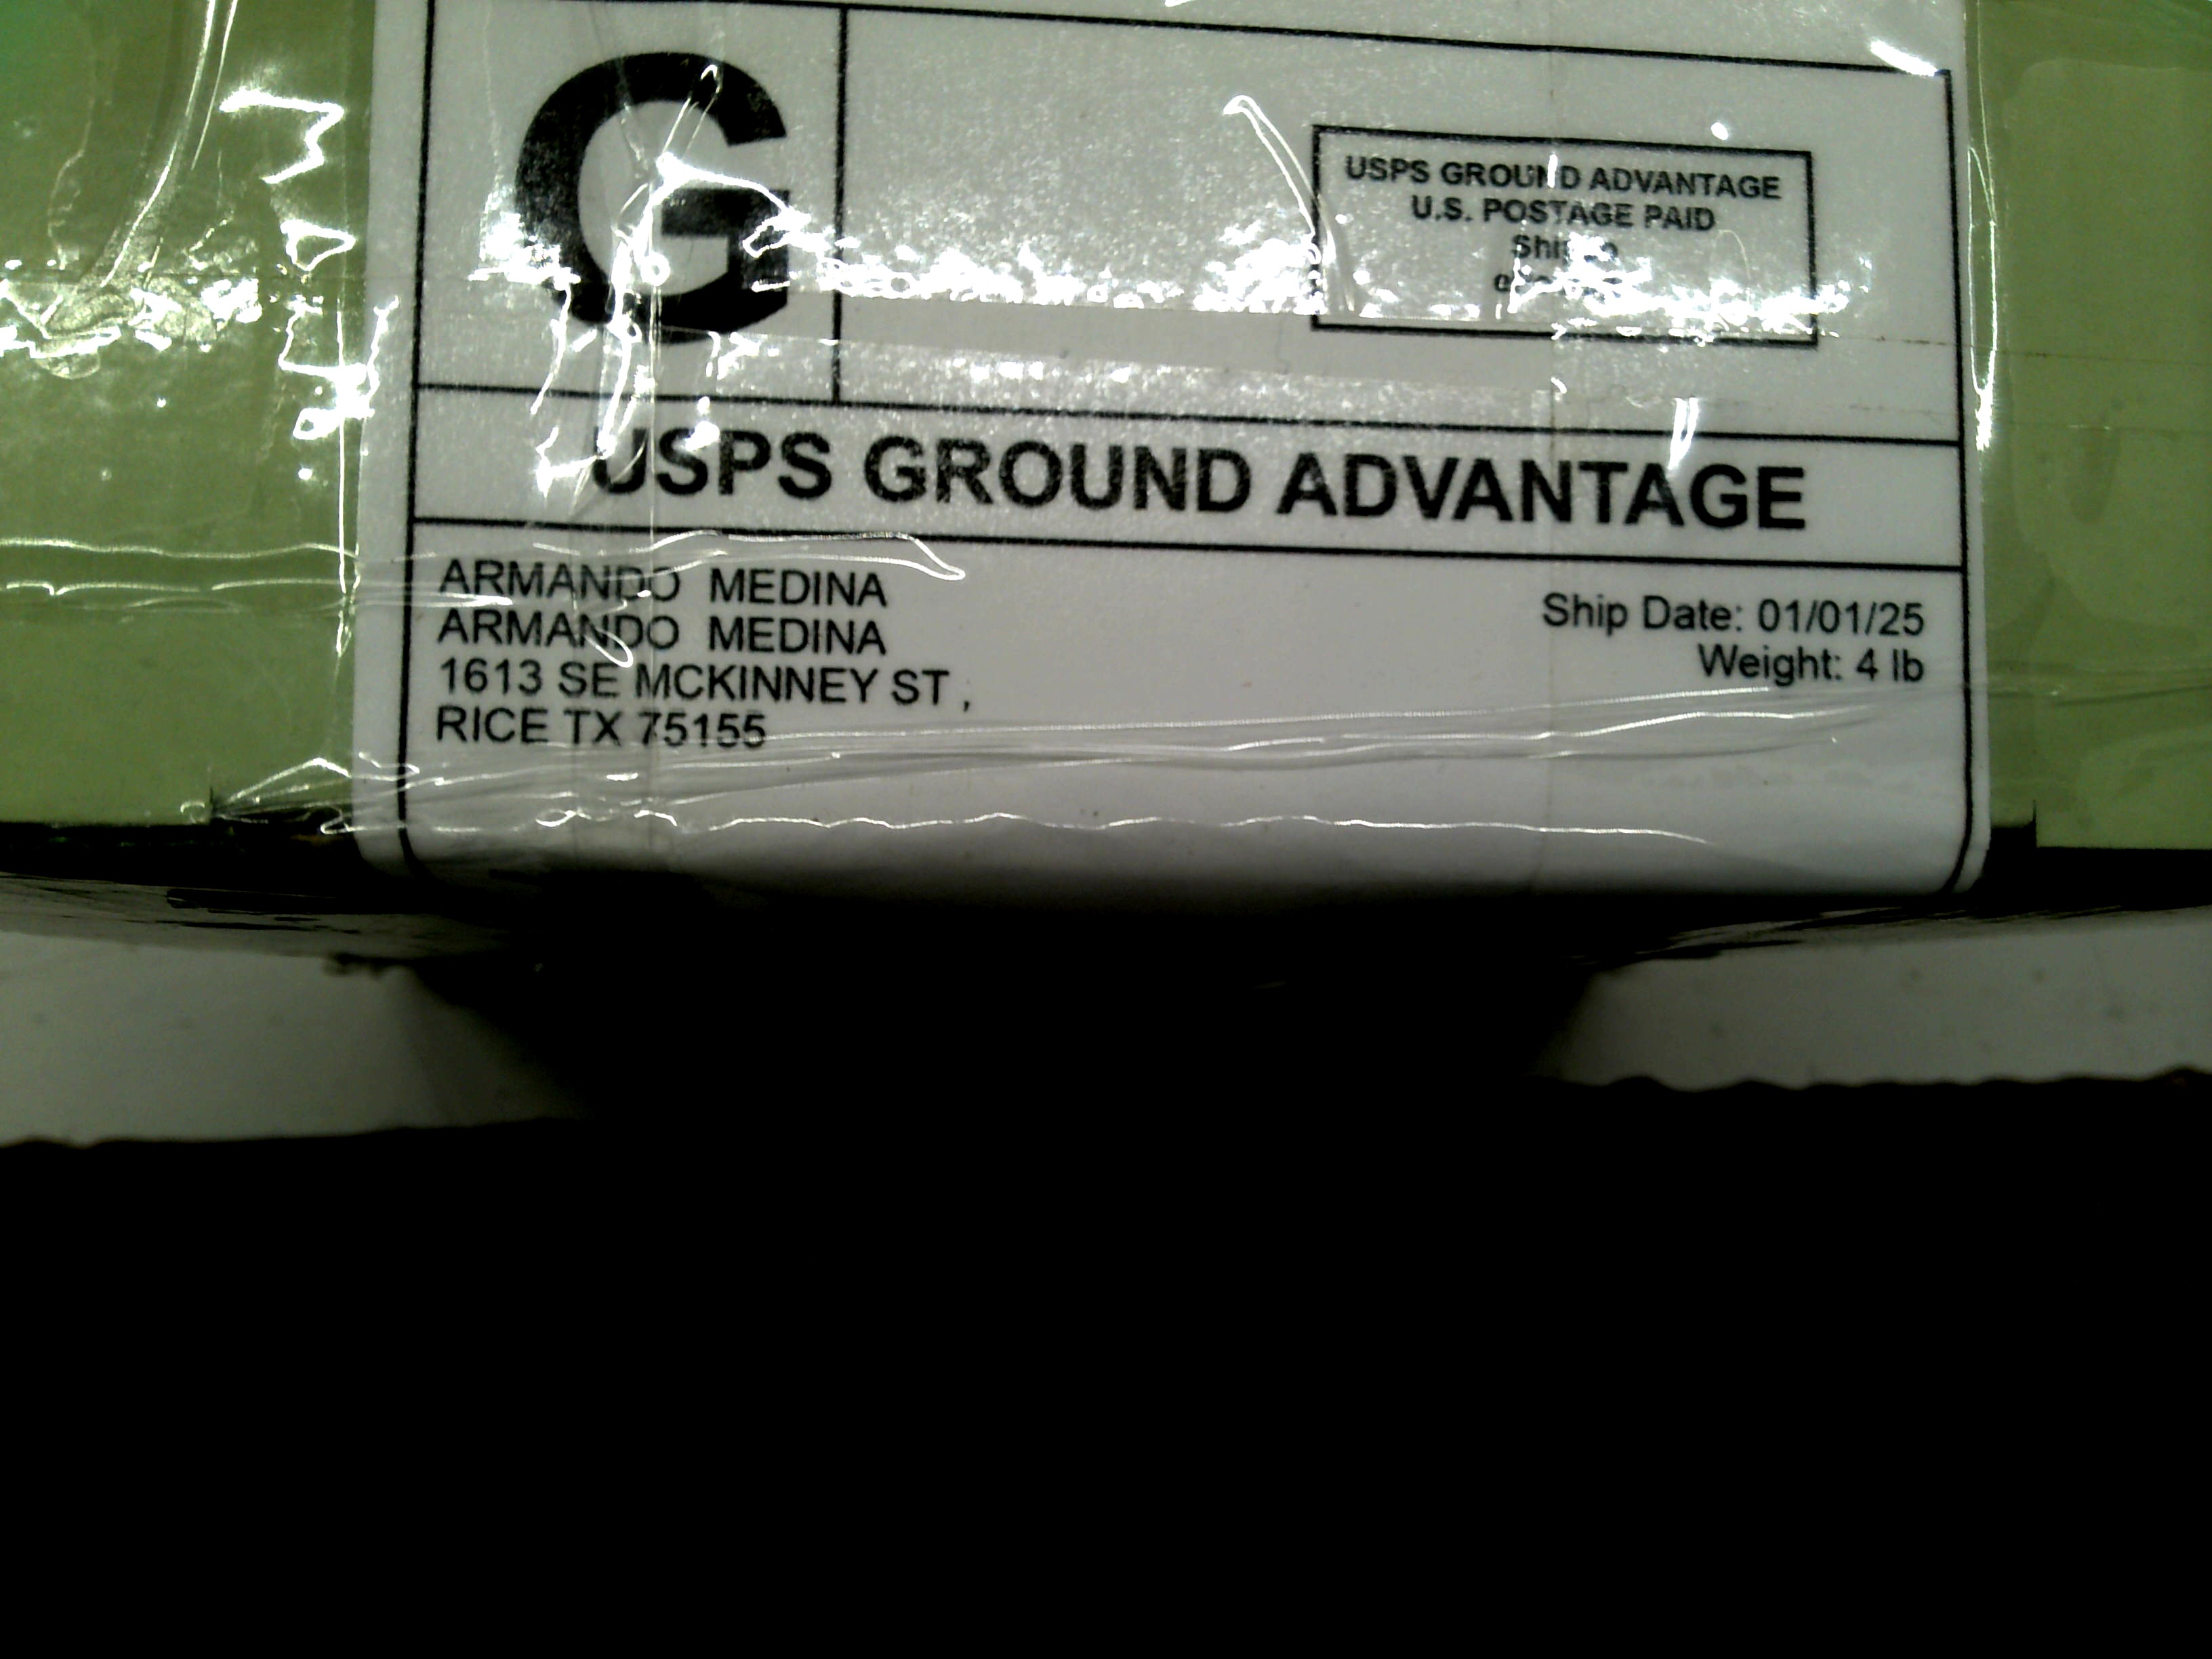 G
USPS GROUND ADVANTAGE
U.S. POSTAGE PAID
USPS GROUND ADVANTAGE
ARMANDO MEDINA
ARMANDO MEDINA
1613 SE MCKINNEY ST ,
RICE TX 75155
Ship Date: 01/01/25
Weight: 4 lb